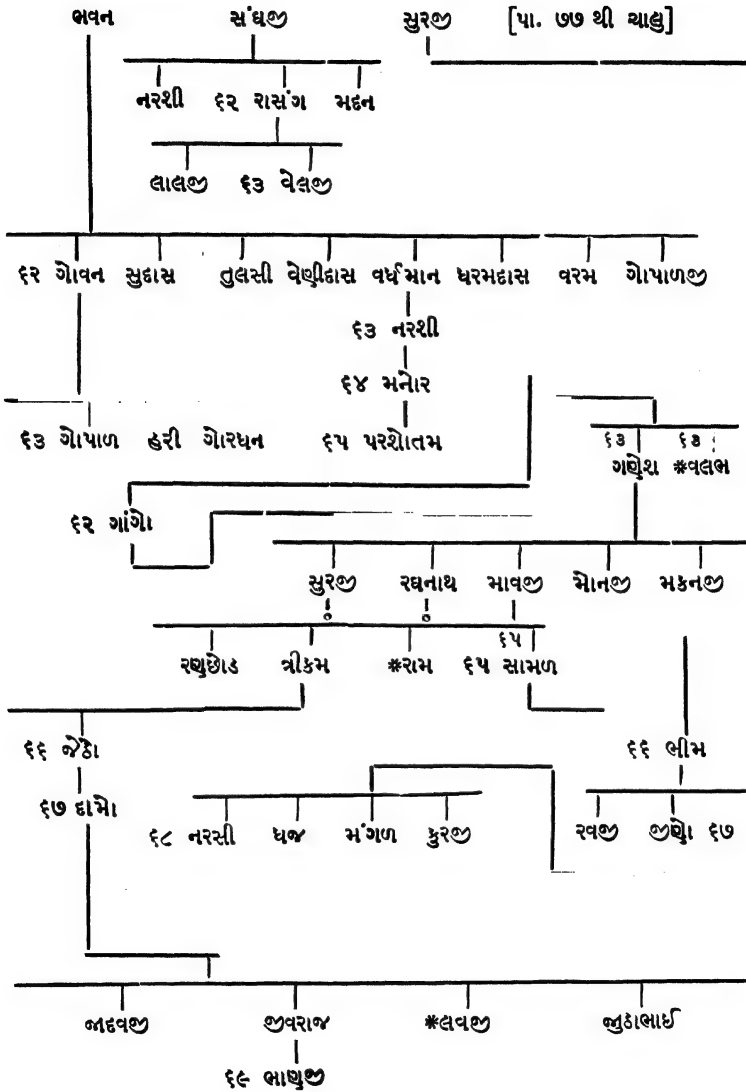 ભવન સંઘજી સુરજી [પા. ૭૭ થી ચાલુ]
નરશી ૬૨ રાસંગ મદન
લાલજી ૬૩ વેલજી
૬૨ ગોવન સુદાસ તુલસી વેણીદાસ વર્ધમાન ધરમદાસ વરમ ગોપાળજી
૬૩ નરશી
૬૪ મનોર
૬૩ ગોપાળ હરી ગોરધન ૬૫ પરશોતમ
૬૩ ૬૩
ગણેશ *વલભ
૬૨ ગાંગો
સુરજી રઘનાથ માવજી મોનજી મકનજી
૬૫
રણછોડ ત્રીકમ *રામ ૬૫ સામળ
૬૬ જેઠો ૬૬ ભીમ
૬૭ દામો
૬૮ નરસી ધજ મંગળ કુરજી રવજી જીણો ૬૭
જાદવજી જીવરાજ *લવજી જીઠાભાઈ
૬૯ ભાણજી